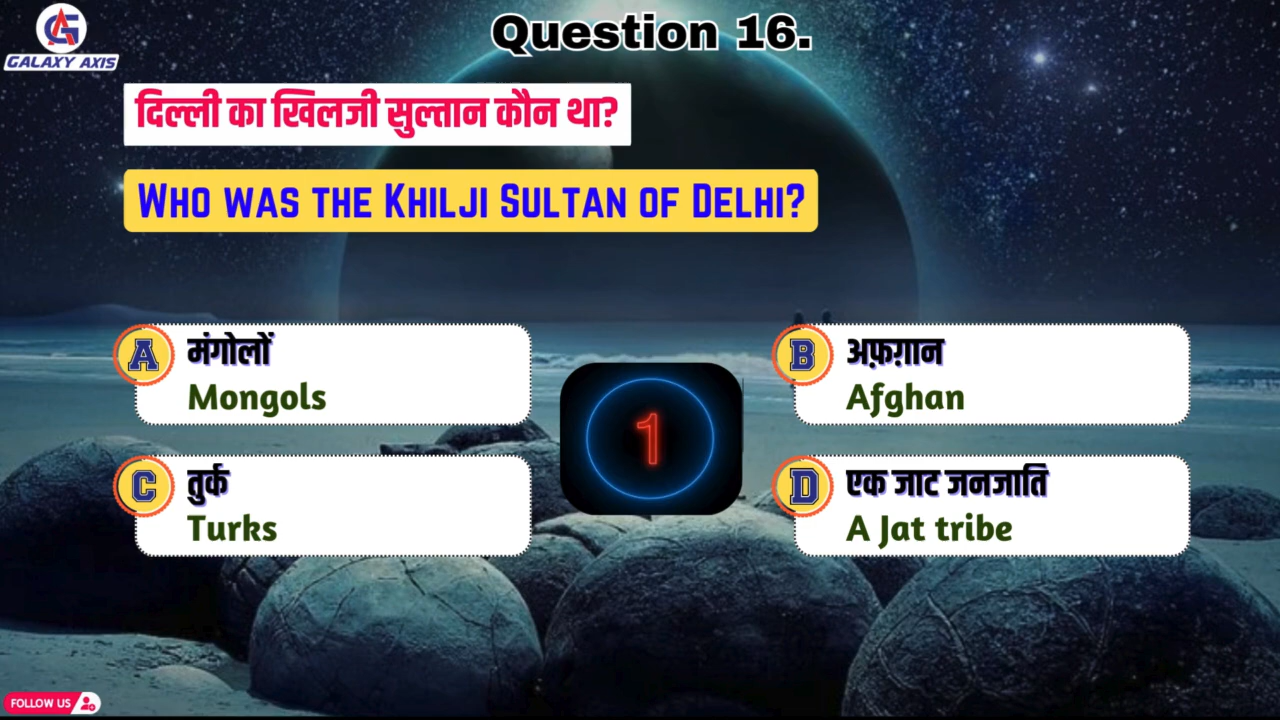 GALAXY AXIS
Question 16.
दिल्ली का खिलजी सुल्तान कौन था?
WHO WAS THE KHILJI SULTAN OF DELHI?
A
मंगोलों
Mongols
B
अफ़ग़ान
Afghan
1
C
तुर्क
Turks
D
एक जाट जनजाति
A Jat tribe
FOLLOW US